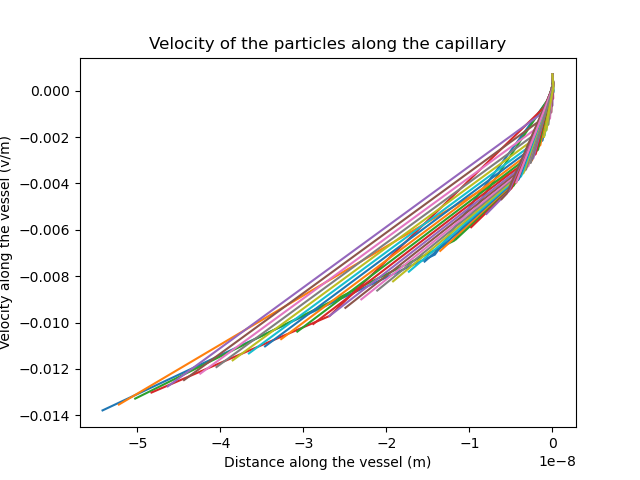 Velocity of the particles along the capillary
Velocity along the vessel (v/m)
0.000
−0.002
−0.004
−0.006
−0.008
−0.010
−0.012
−0.014
−5 −4 −3 −2 −1 0
1e−8
Distance along the vessel (m)